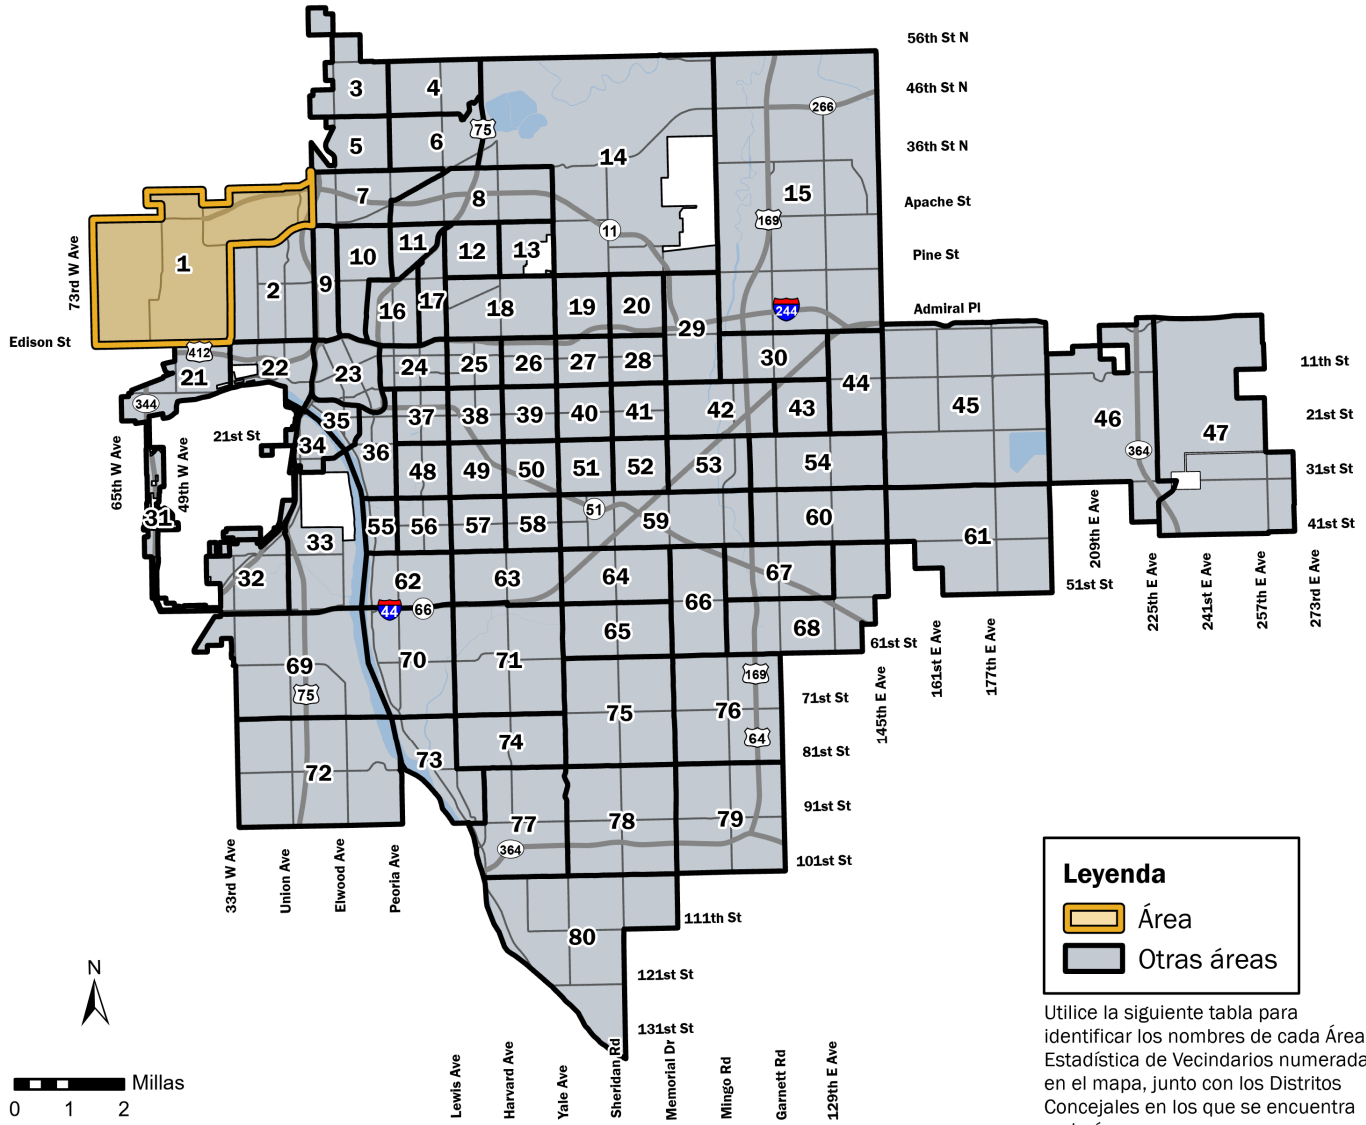 56th St N
3
4
46th St N
266
75
5
6
14
36th St N
7
8
15
Apache St
169
11
73rd W Ave
1
2
9
10
11
12
13
Pine St
16
17
18
19
20
29
244
Admiral Pl
Edison St
412
21
22
23
24
25
26
27
28
30
44
11th St
344
35
37
38
39
40
41
42
43
45
46
47
21st St
21st St
65th W Ave
49th W Ave
34
36
48
49
50
51
52
53
54
364
31st St
31
33
55
56
57
58
51
59
60
61
209th E Ave
41st St
32
62
63
64
66
67
51st St
225th E Ave
241st E Ave
257th E Ave
273rd E Ave
44
66
65
68
61st St
161st E Ave
177th E Ave
145th E Ave
69
75
70
71
169
71st St
75
76
74
64
81st St
72
73
77
78
79
91st St
364
101st St
33rd W Ave
Union Ave
Elwood Ave
Peoria Ave
80
111th St
121st St
131st St
Lewis Ave
Harvard Ave
Yale Ave
Sheridan Rd
Memorial Dr
Mingo Rd
Garnett Rd
129th E Ave
N
Millas
0 1 2
Leyenda
Área
Otras áreas
Utilice la siguiente tabla para
identificar los nombres de cada Área
Estadística de Vecindarios numerada
en el mapa, junto con los Distritos
Concejales en los que se encuentra